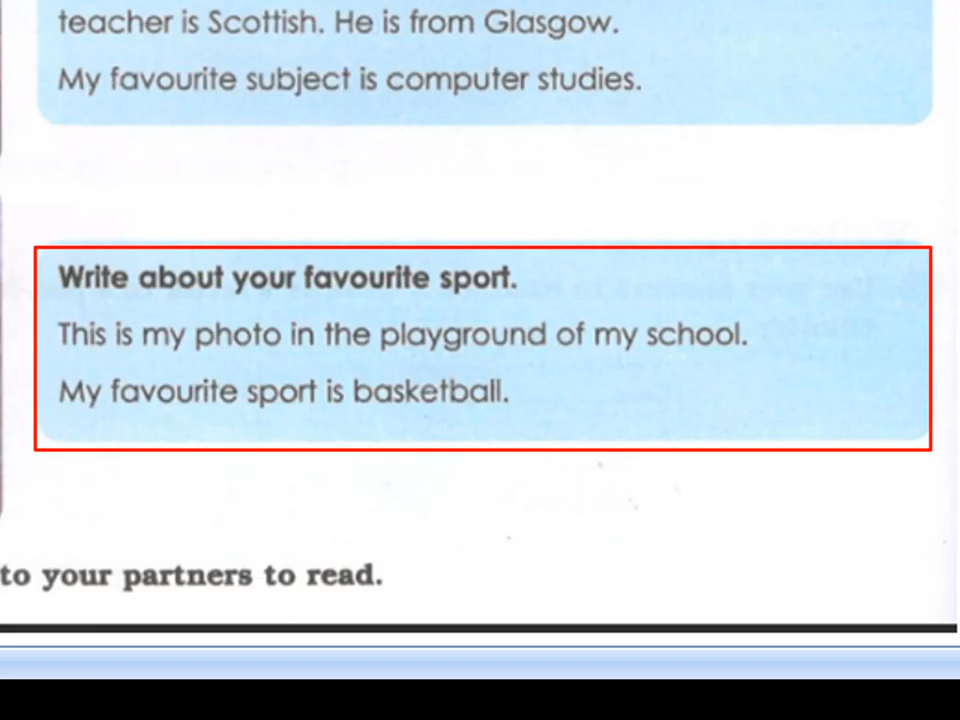 teacher is Scottish. He is from Glasgow.
My favourite subject is computer studies.
Write about your favourite sport.
This is my photo in the playground of my school.
My favourite sport is basketball.
to your partners to read.